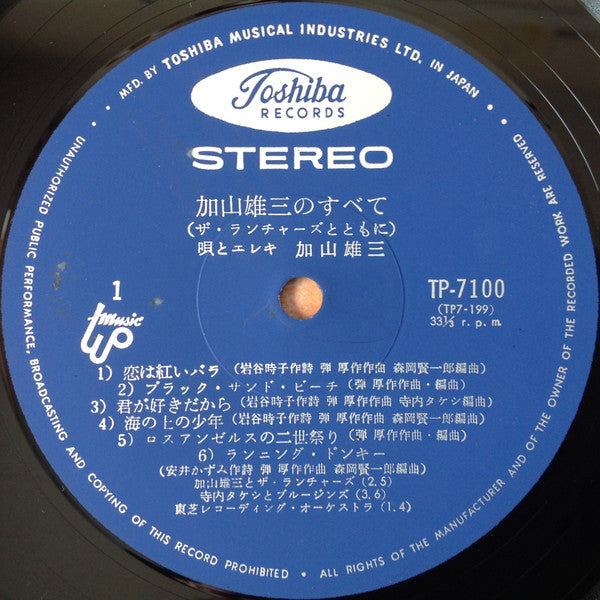 • MFD. BY TOSHIBA MUSICAL INDUSTRIES LTD. IN JAPAN •
Toshiba
RECORDS
STEREO
加山雄三のすべて
(ザ・ランチャーズとともに)
唄とエレキ 加山雄三
1
TP-7100
(TP7-199)
33⅓ r.p.m.
music
1) 恋は紅いバラ (岩谷時子作詩 弾 厚作作曲 森岡賢一郎編曲)
2) ブラック・サンド・ビーチ (弾 厚作作曲・編曲)
3) 君が好きだから (岩谷時子作詩 弾 厚作作曲 寺内タケシ編曲)
4) 海の上の少年 (岩谷時子作詩 弾 厚作作曲 森岡賢一郎編曲)
5) ロスアンゼルスの二世祭り (弾 厚作作曲・編曲)
6) ランニング・ドンキー
(安井かずみ作詩 弾 厚作作曲 森岡賢一郎編曲)
加山雄三とザ・ランチャーズ (2.5)
寺内タケシとブルージンズ (3.6)
東芝レコーディング・オーケストラ (1.4)
UNAUTHORIZED PUBLIC PERFORMANCE, BROADCASTING AND COPYING OF THIS RECORD PROHIBITED • ALL RIGHTS OF THE MANUFACTURER AND OF THE OWNER OF THE RECORDED WORK ARE RESERVED